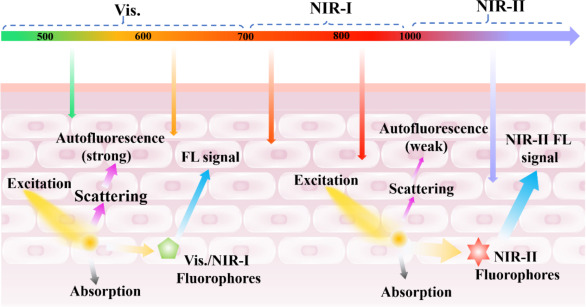 Vis.
NIR-I
NIR-II
500
600
700
800
1000
Autofluorescence
(strong)
FL signal
Excitation
Scattering
Vis./NIR-I
Fluorophores
Absorption
Autofluorescence
(weak)
NIR-II FL
signal
Excitation
Scattering
NIR-II
Fluorophores
Absorption